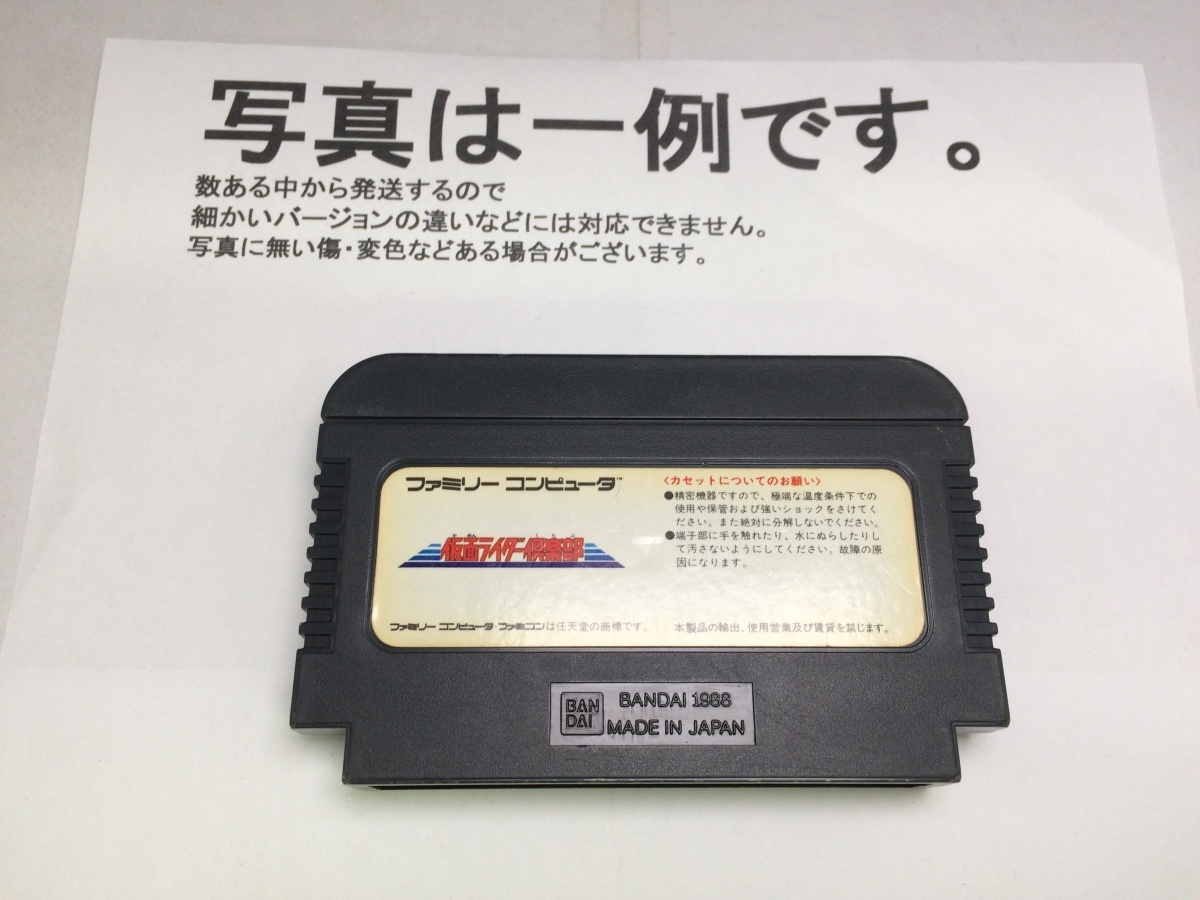 写真は一例です。
数ある中から発送するので
細かいバージョンの違いなどには対応できません。
写真に無い傷・変色などある場合がございます。
ファミリー コンピュータ™
仮面ライダー倶楽部
〈カセットについてのお願い〉
●精密機器ですので、極端な温度条件下での
使用や保管および強いショックをさけてく
ださい。また絶対に分解しないでください。
●端子部に手を触れたり、水にぬらしたりし
て汚さないようにしてください。故障の原
因になります。
ファミリー コンピュータ・ファミコンは任天堂の商標です。
本製品の輸出、使用営業及び賃貸を禁じます。
BAN
DAI
BANDAI 1988
MADE IN JAPAN